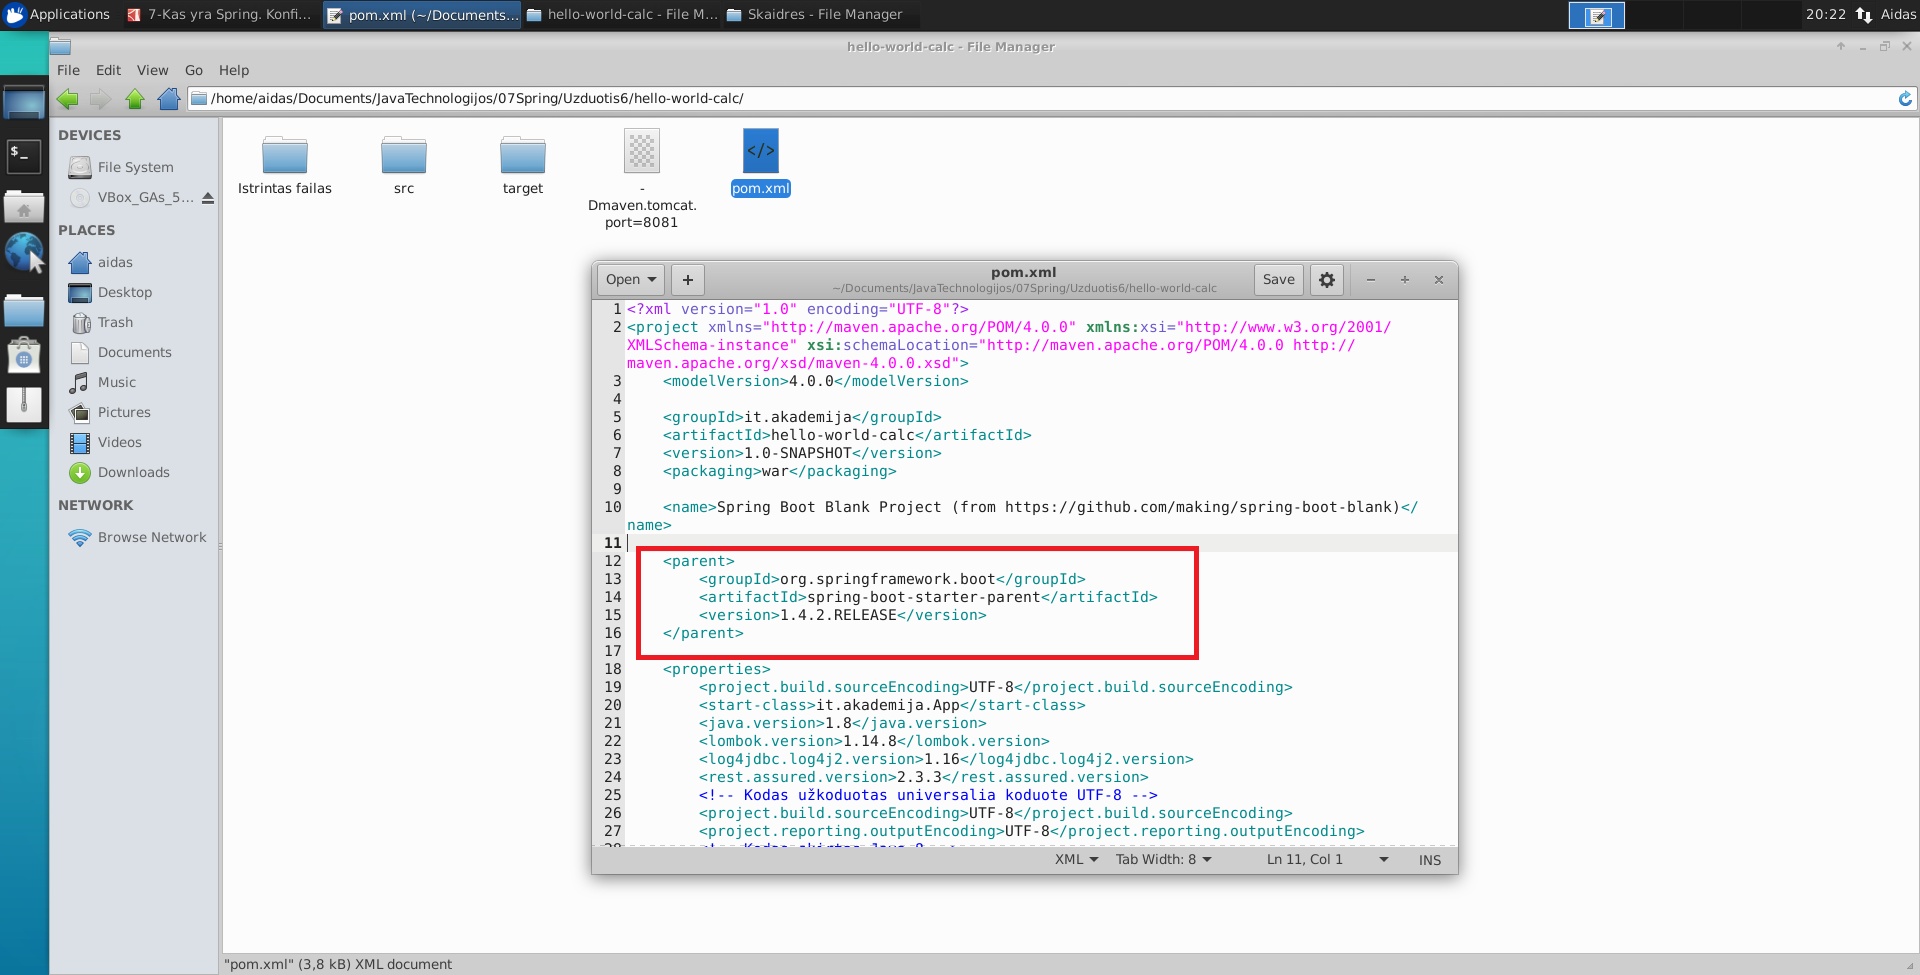 Applications
7-Kas yra Spring. Konfi...
pom.xml (~/Documents...
hello-world-calc - File M...
Skaidres - File Manager
20:22
Aidas
hello-world-calc - File Manager
File Edit View Go Help
/home/aidas/Documents/JavaTechnologijos/07Spring/Uzduotis6/hello-world-calc/
DEVICES
File System
VBox_GAs_5...
PLACES
aidas
Desktop
Trash
Documents
Music
Pictures
Videos
Downloads
NETWORK
Browse Network
Istrintas failas
src
target
-
Dmaven.tomcat.
port=8081
</>
pom.xml
$_
Open
+
pom.xml
~/Documents/JavaTechnologijos/07Spring/Uzduotis6/hello-world-calc
Save
1 <?xml version="1.0" encoding="UTF-8"?>
2 <project xmlns="http://maven.apache.org/POM/4.0.0" xmlns:xsi="http://www.w3.org/2001/
XMLSchema-instance" xsi:schemaLocation="http://maven.apache.org/POM/4.0.0 http://
maven.apache.org/xsd/maven-4.0.0.xsd">
3 <modelVersion>4.0.0</modelVersion>
4
5 <groupId>it.akademija</groupId>
6 <artifactId>hello-world-calc</artifactId>
7 <version>1.0-SNAPSHOT</version>
8 <packaging>war</packaging>
9
10 <name>Spring Boot Blank Project (from https://github.com/making/spring-boot-blank)</
name>
11
12 <parent>
13 <groupId>org.springframework.boot</groupId>
14 <artifactId>spring-boot-starter-parent</artifactId>
15 <version>1.4.2.RELEASE</version>
16 </parent>
17
18 <properties>
19 <project.build.sourceEncoding>UTF-8</project.build.sourceEncoding>
20 <start-class>it.akademija.App</start-class>
21 <java.version>1.8</java.version>
22 <lombok.version>1.14.8</lombok.version>
23 <log4jdbc.log4j2.version>1.16</log4jdbc.log4j2.version>
24 <rest.assured.version>2.3.3</rest.assured.version>
25 <!-- Kodas užkoduotas universalia koduote UTF-8 -->
26 <project.build.sourceEncoding>UTF-8</project.build.sourceEncoding>
27 <project.reporting.outputEncoding>UTF-8</project.reporting.outputEncoding>
XML
Tab Width: 8
Ln 11, Col 1
INS
"pom.xml" (3,8 kB) XML document